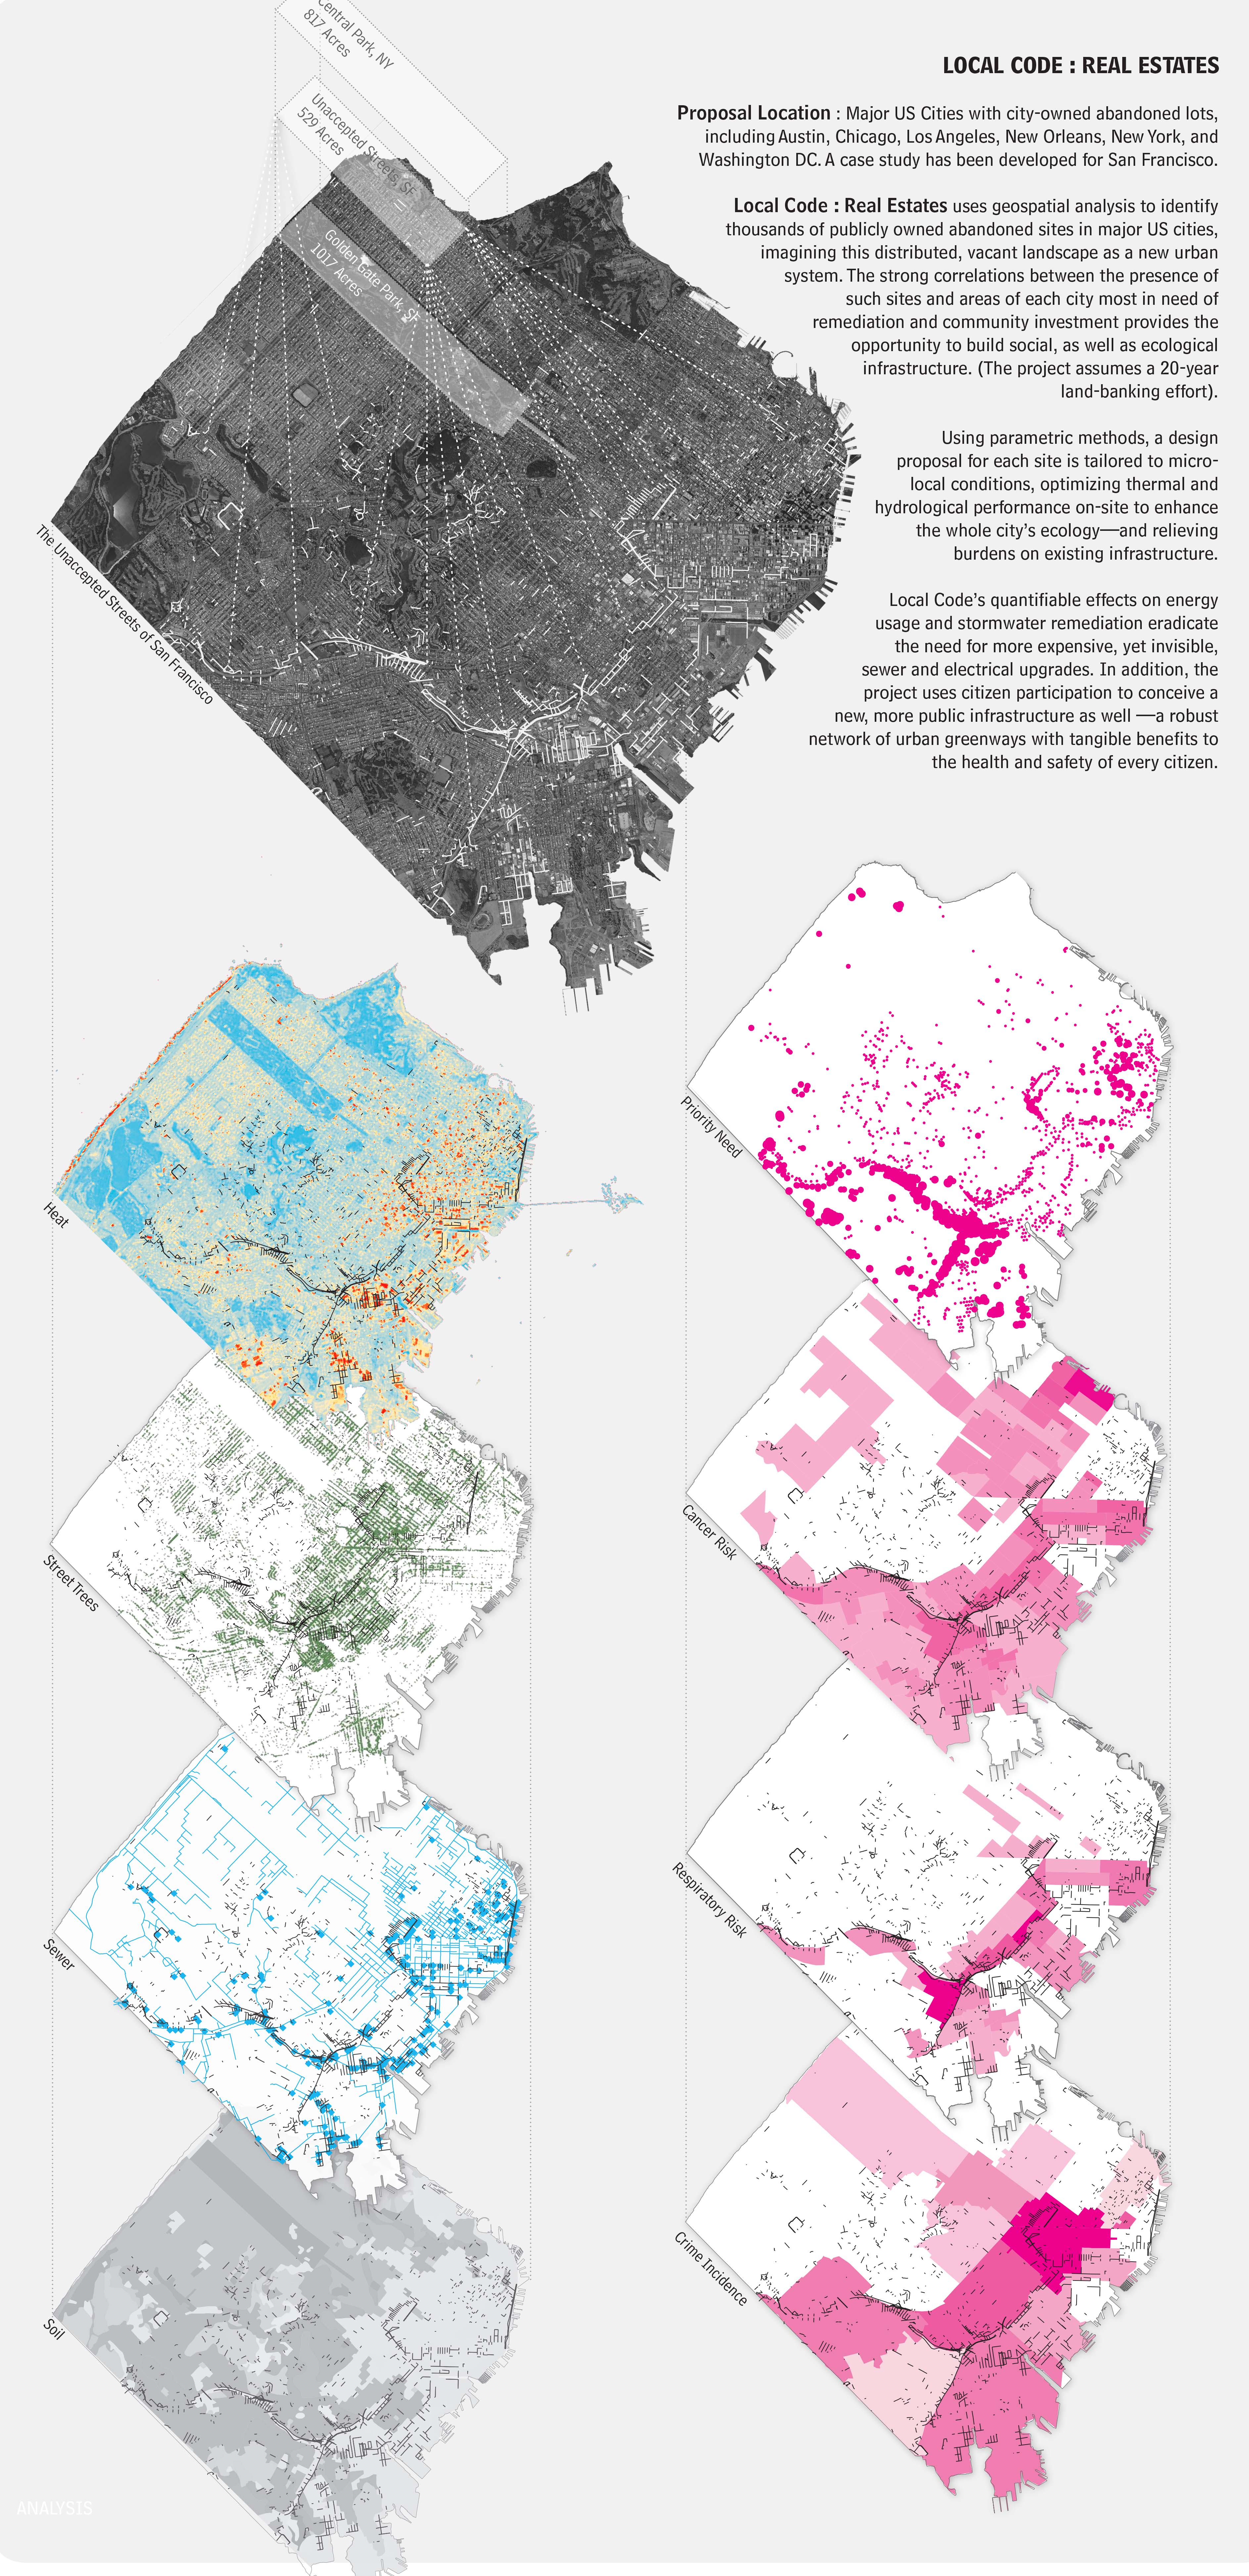 Central Park, NY
817 Acres
Unaccepted Streets, SF
529 Acres
Golden Gate Park, SF
1017 Acres
The Unaccepted Streets of San Francisco
LOCAL CODE : REAL ESTATES
Proposal Location : Major US Cities with city-owned abandoned lots,
including Austin, Chicago, Los Angeles, New Orleans, New York, and
Washington DC. A case study has been developed for San Francisco.
Local Code : Real Estates uses geospatial analysis to identify
thousands of publicly owned abandoned sites in major US cities,
imagining this distributed, vacant landscape as a new urban
system. The strong correlations between the presence of
such sites and areas of each city most in need of
remediation and community investment provides the
opportunity to build social, as well as ecological
infrastructure. (The project assumes a 20-year
land-banking effort).
Using parametric methods, a design
proposal for each site is tailored to micro-
local conditions, optimizing thermal and
hydrological performance on-site to enhance
the whole city's ecology—and relieving
burdens on existing infrastructure.
Local Code's quantifiable effects on energy
usage and stormwater remediation eradicate
the need for more expensive, yet invisible,
sewer and electrical upgrades. In addition, the
project uses citizen participation to conceive a
new, more public infrastructure as well —a robust
network of urban greenways with tangible benefits to
the health and safety of every citizen.
Heat
Street Trees
Sewer
Soil
Priority Need
Cancer Risk
Respiratory Risk
Crime Incidence
ANALYSIS